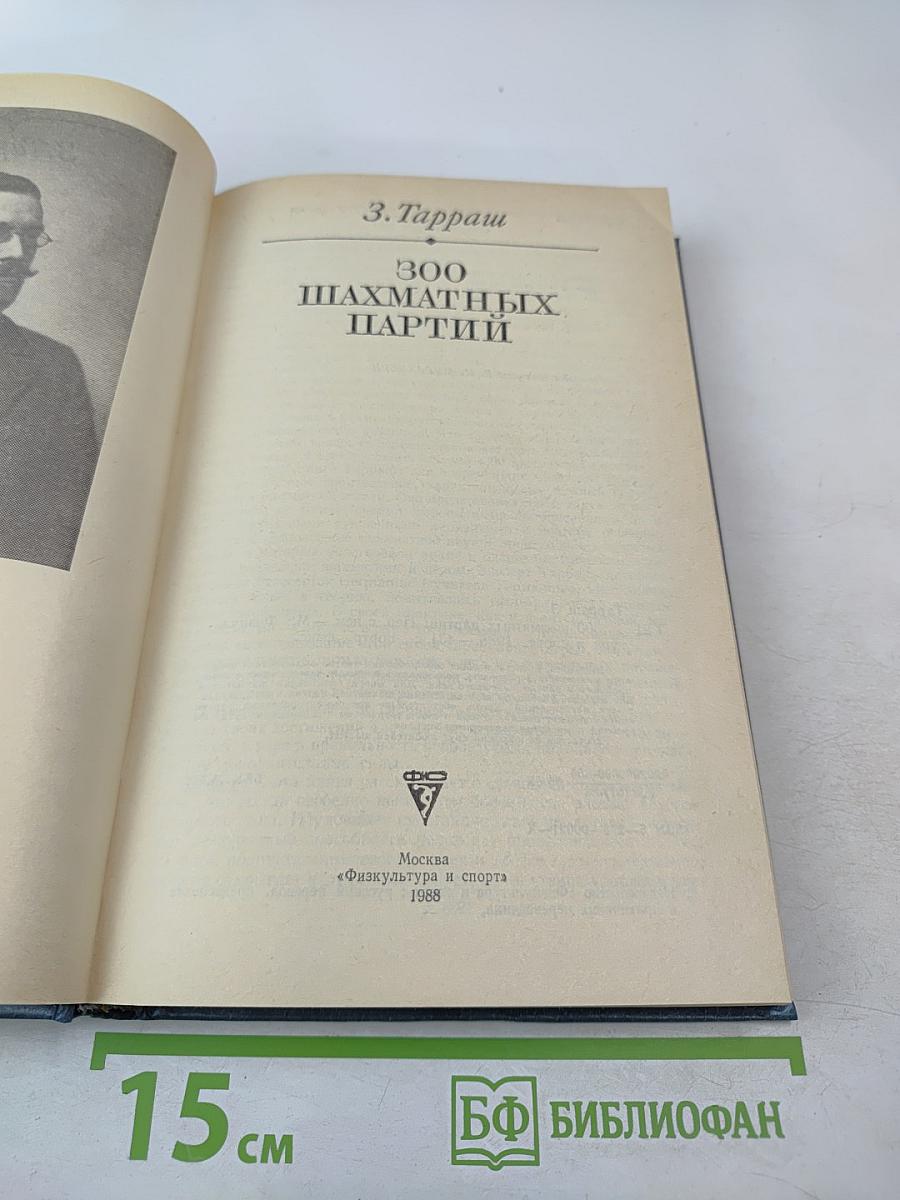 З. Тарраш
300
ШАХМАТНЫХ
ПАРТИЙ
ФиС
Москва
«Физкультура и спорт»
1988
15 см
БФ БИБЛИОФАН